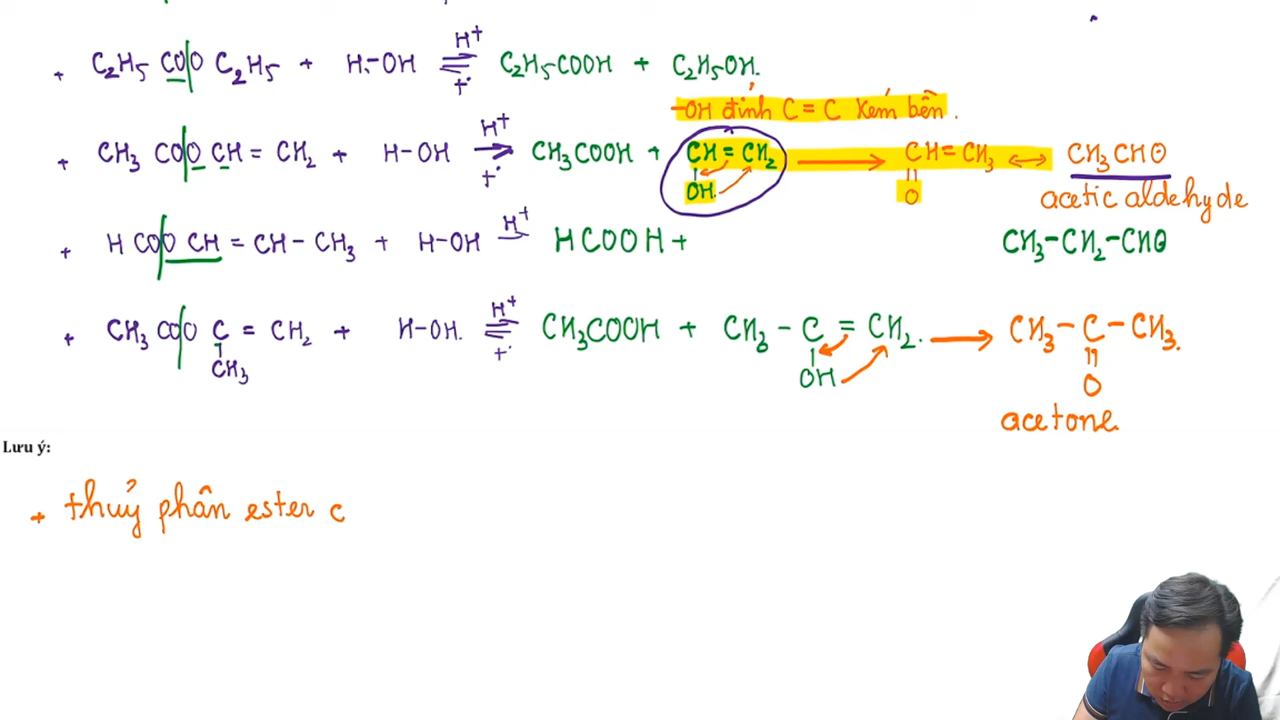 + C₂H₅ COO C₂H₅ + H-OH ⇌ H⁺ t° C₂H₅COOH + C₂H₅OH.
-OH đính C = C kém bền.
+ CH₃ COO CH = CH₂ + H-OH → H⁺ t° CH₃COOH + CH = CH₂ → CH = CH₃ ↔ CH₃CHO
OH O
acetic aldehyde
+ H COO CH = CH - CH₃ + H-OH H⁺ → HCOOH + CH₃-CH₂-CHO
+ CH₃ COO C = CH₂ + H-OH. ⇌ H⁺ t° CH₃COOH + CH₃ - C = CH₂. → CH₃ - C - CH₃.
CH₃ OH O
acetone
Lưu ý:
+ thuỷ phân ester c